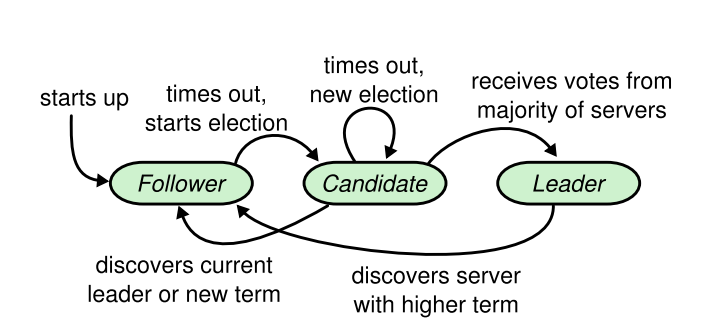 starts up
times out,
starts election
times out,
new election
receives votes from
majority of servers
Follower
Candidate
Leader
discovers current
leader or new term
discovers server
with higher term